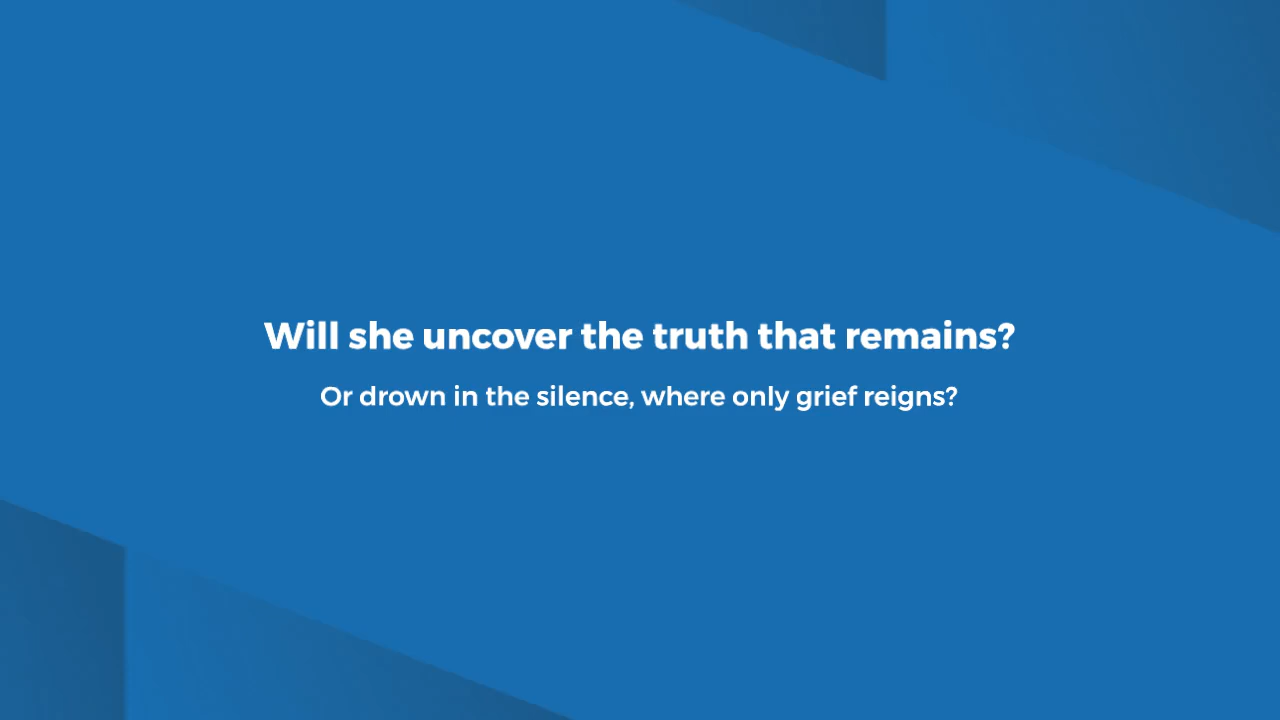 Will she uncover the truth that remains?
Or drown in the silence, where only grief reigns?